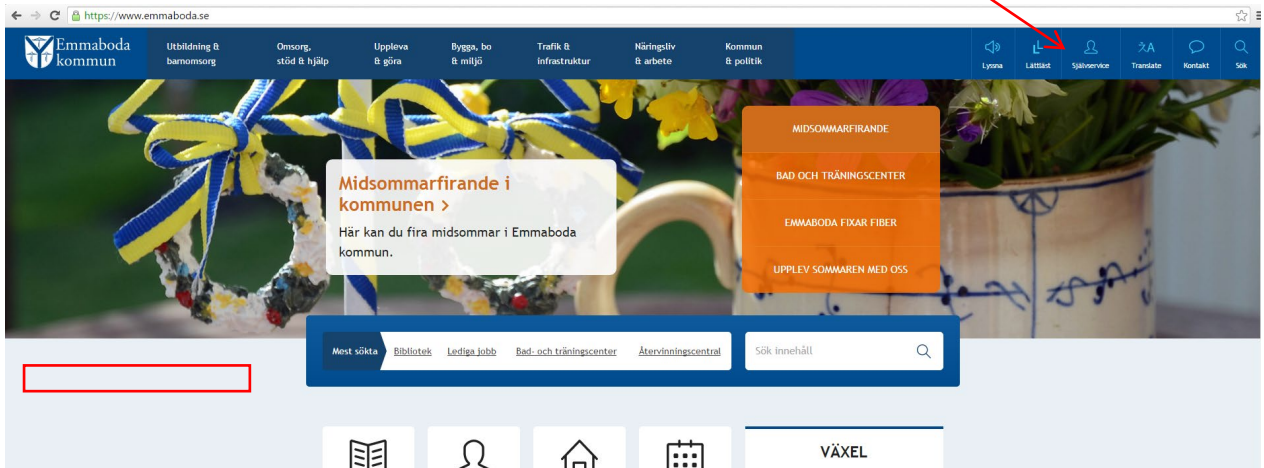 https://www.emmaboda.se
Emmaboda
kommun
Utbildning &
barnomsorg
Omsorg,
stöd & hjälp
Uppleva
& göra
Bygga, bo
& miljö
Trafik &
infrastruktur
Näringsliv
& arbete
Kommun
& politik
Lyssna
Lättläst
Självservice
Translate
Kontakt
Sök
Midsommarfirande i
kommunen >
Här kan du fira midsommar i Emmaboda
kommun.
MIDSOMMARFIRANDE
BAD OCH TRÄNINGSCENTER
EMMABODA FIXAR FIBER
UPPLEV SOMMAREN MED OSS
Mest sökta Bibliotek Lediga jobb Bad- och träningscenter Återvinningscentral
Sök innehåll
VÄXEL